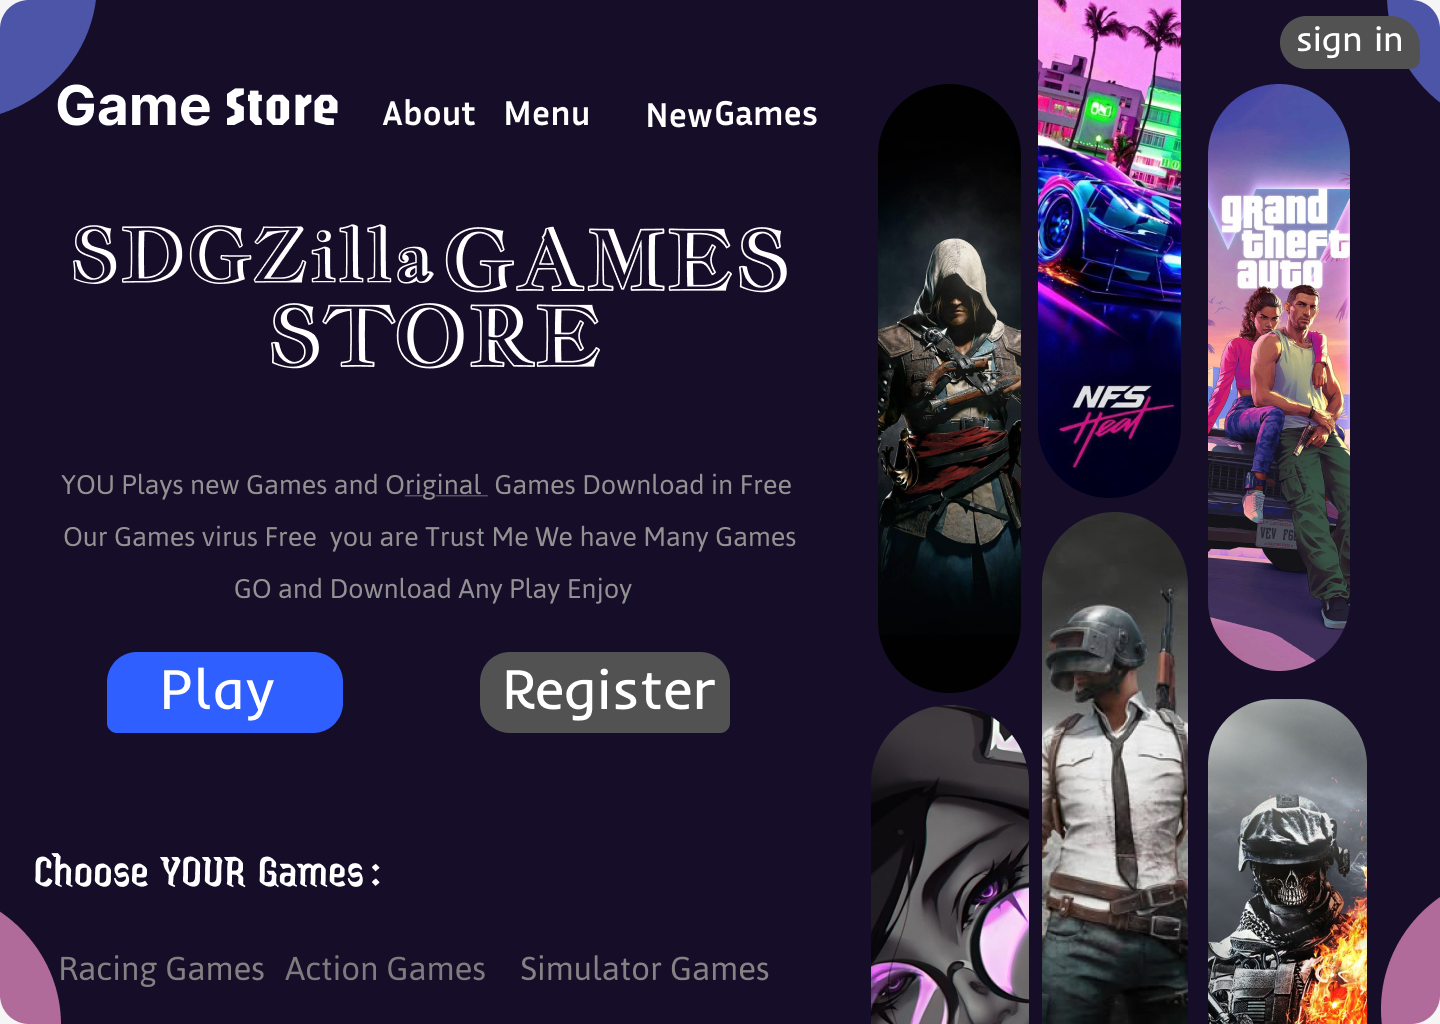 sign in
Game Store About Menu NewGames
SDGZilla GAMES
STORE
YOU Plays new Games and Original Games Download in Free
Our Games virus Free you are Trust Me We have Many Games
GO and Download Any Play Enjoy
Play Register
Choose YOUR Games :
Racing Games Action Games Simulator Games
NFS
Heat
grand
theft
auto